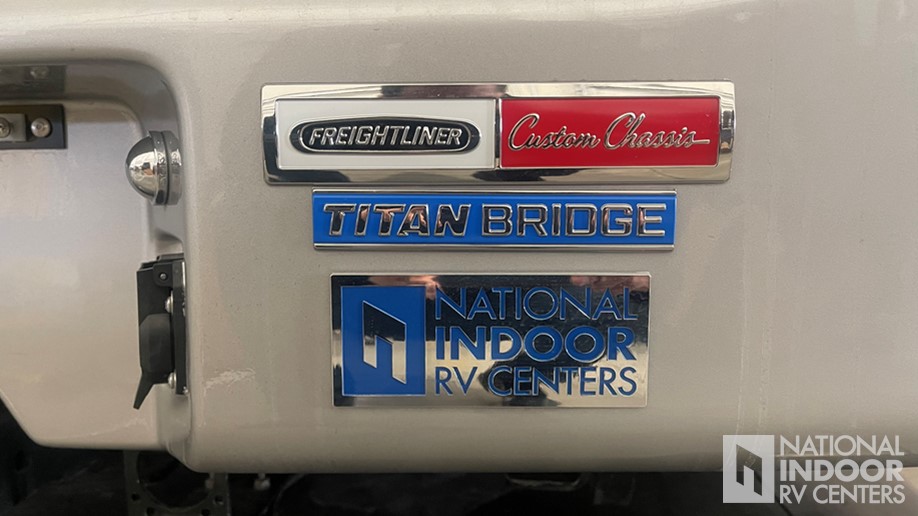 FREIGHTLINER Custom Chassis
TITAN BRIDGE
NATIONAL
INDOOR
RV CENTERS
NATIONAL
INDOOR
RV CENTERS